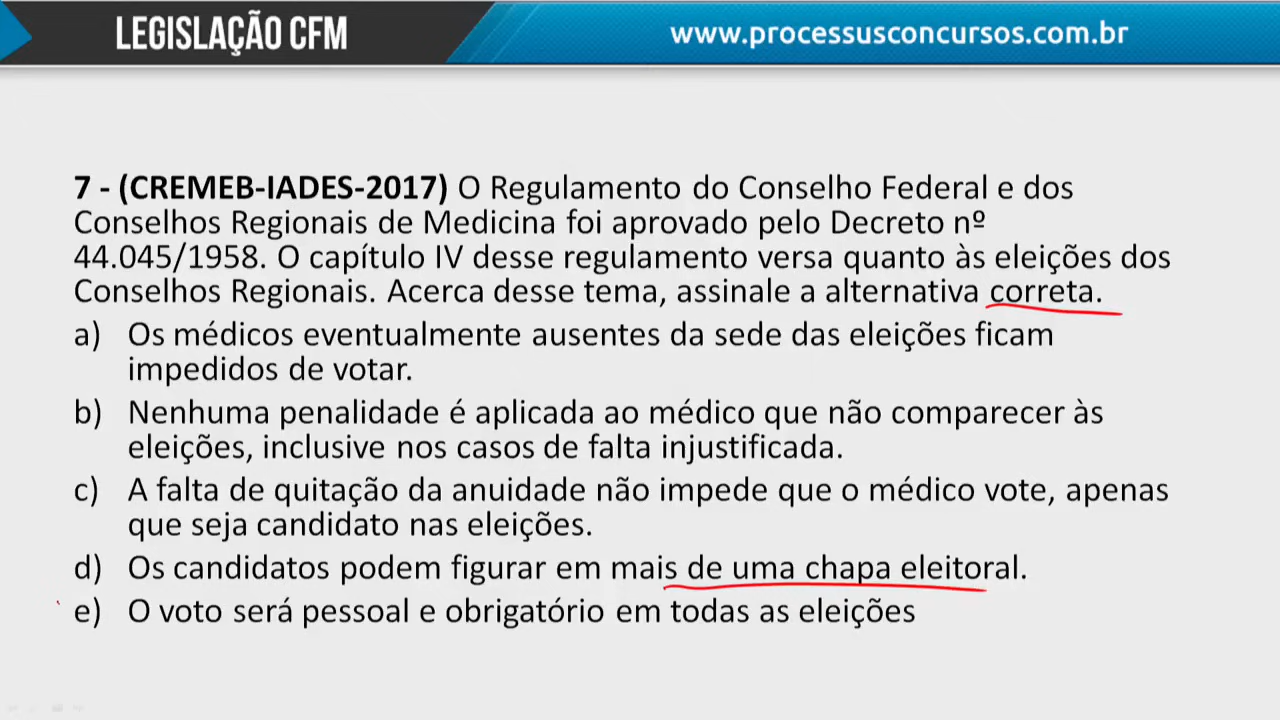 LEGISLAÇÃO CFM
www.processusconcursos.com.br
7 - (CREMEB-IADES-2017) O Regulamento do Conselho Federal e dos
Conselhos Regionais de Medicina foi aprovado pelo Decreto nº
44.045/1958. O capítulo IV desse regulamento versa quanto às eleições dos
Conselhos Regionais. Acerca desse tema, assinale a alternativa correta.
a) Os médicos eventualmente ausentes da sede das eleições ficam
impedidos de votar.
b) Nenhuma penalidade é aplicada ao médico que não comparecer às
eleições, inclusive nos casos de falta injustificada.
c) A falta de quitação da anuidade não impede que o médico vote, apenas
que seja candidato nas eleições.
d) Os candidatos podem figurar em mais de uma chapa eleitoral.
e) O voto será pessoal e obrigatório em todas as eleições